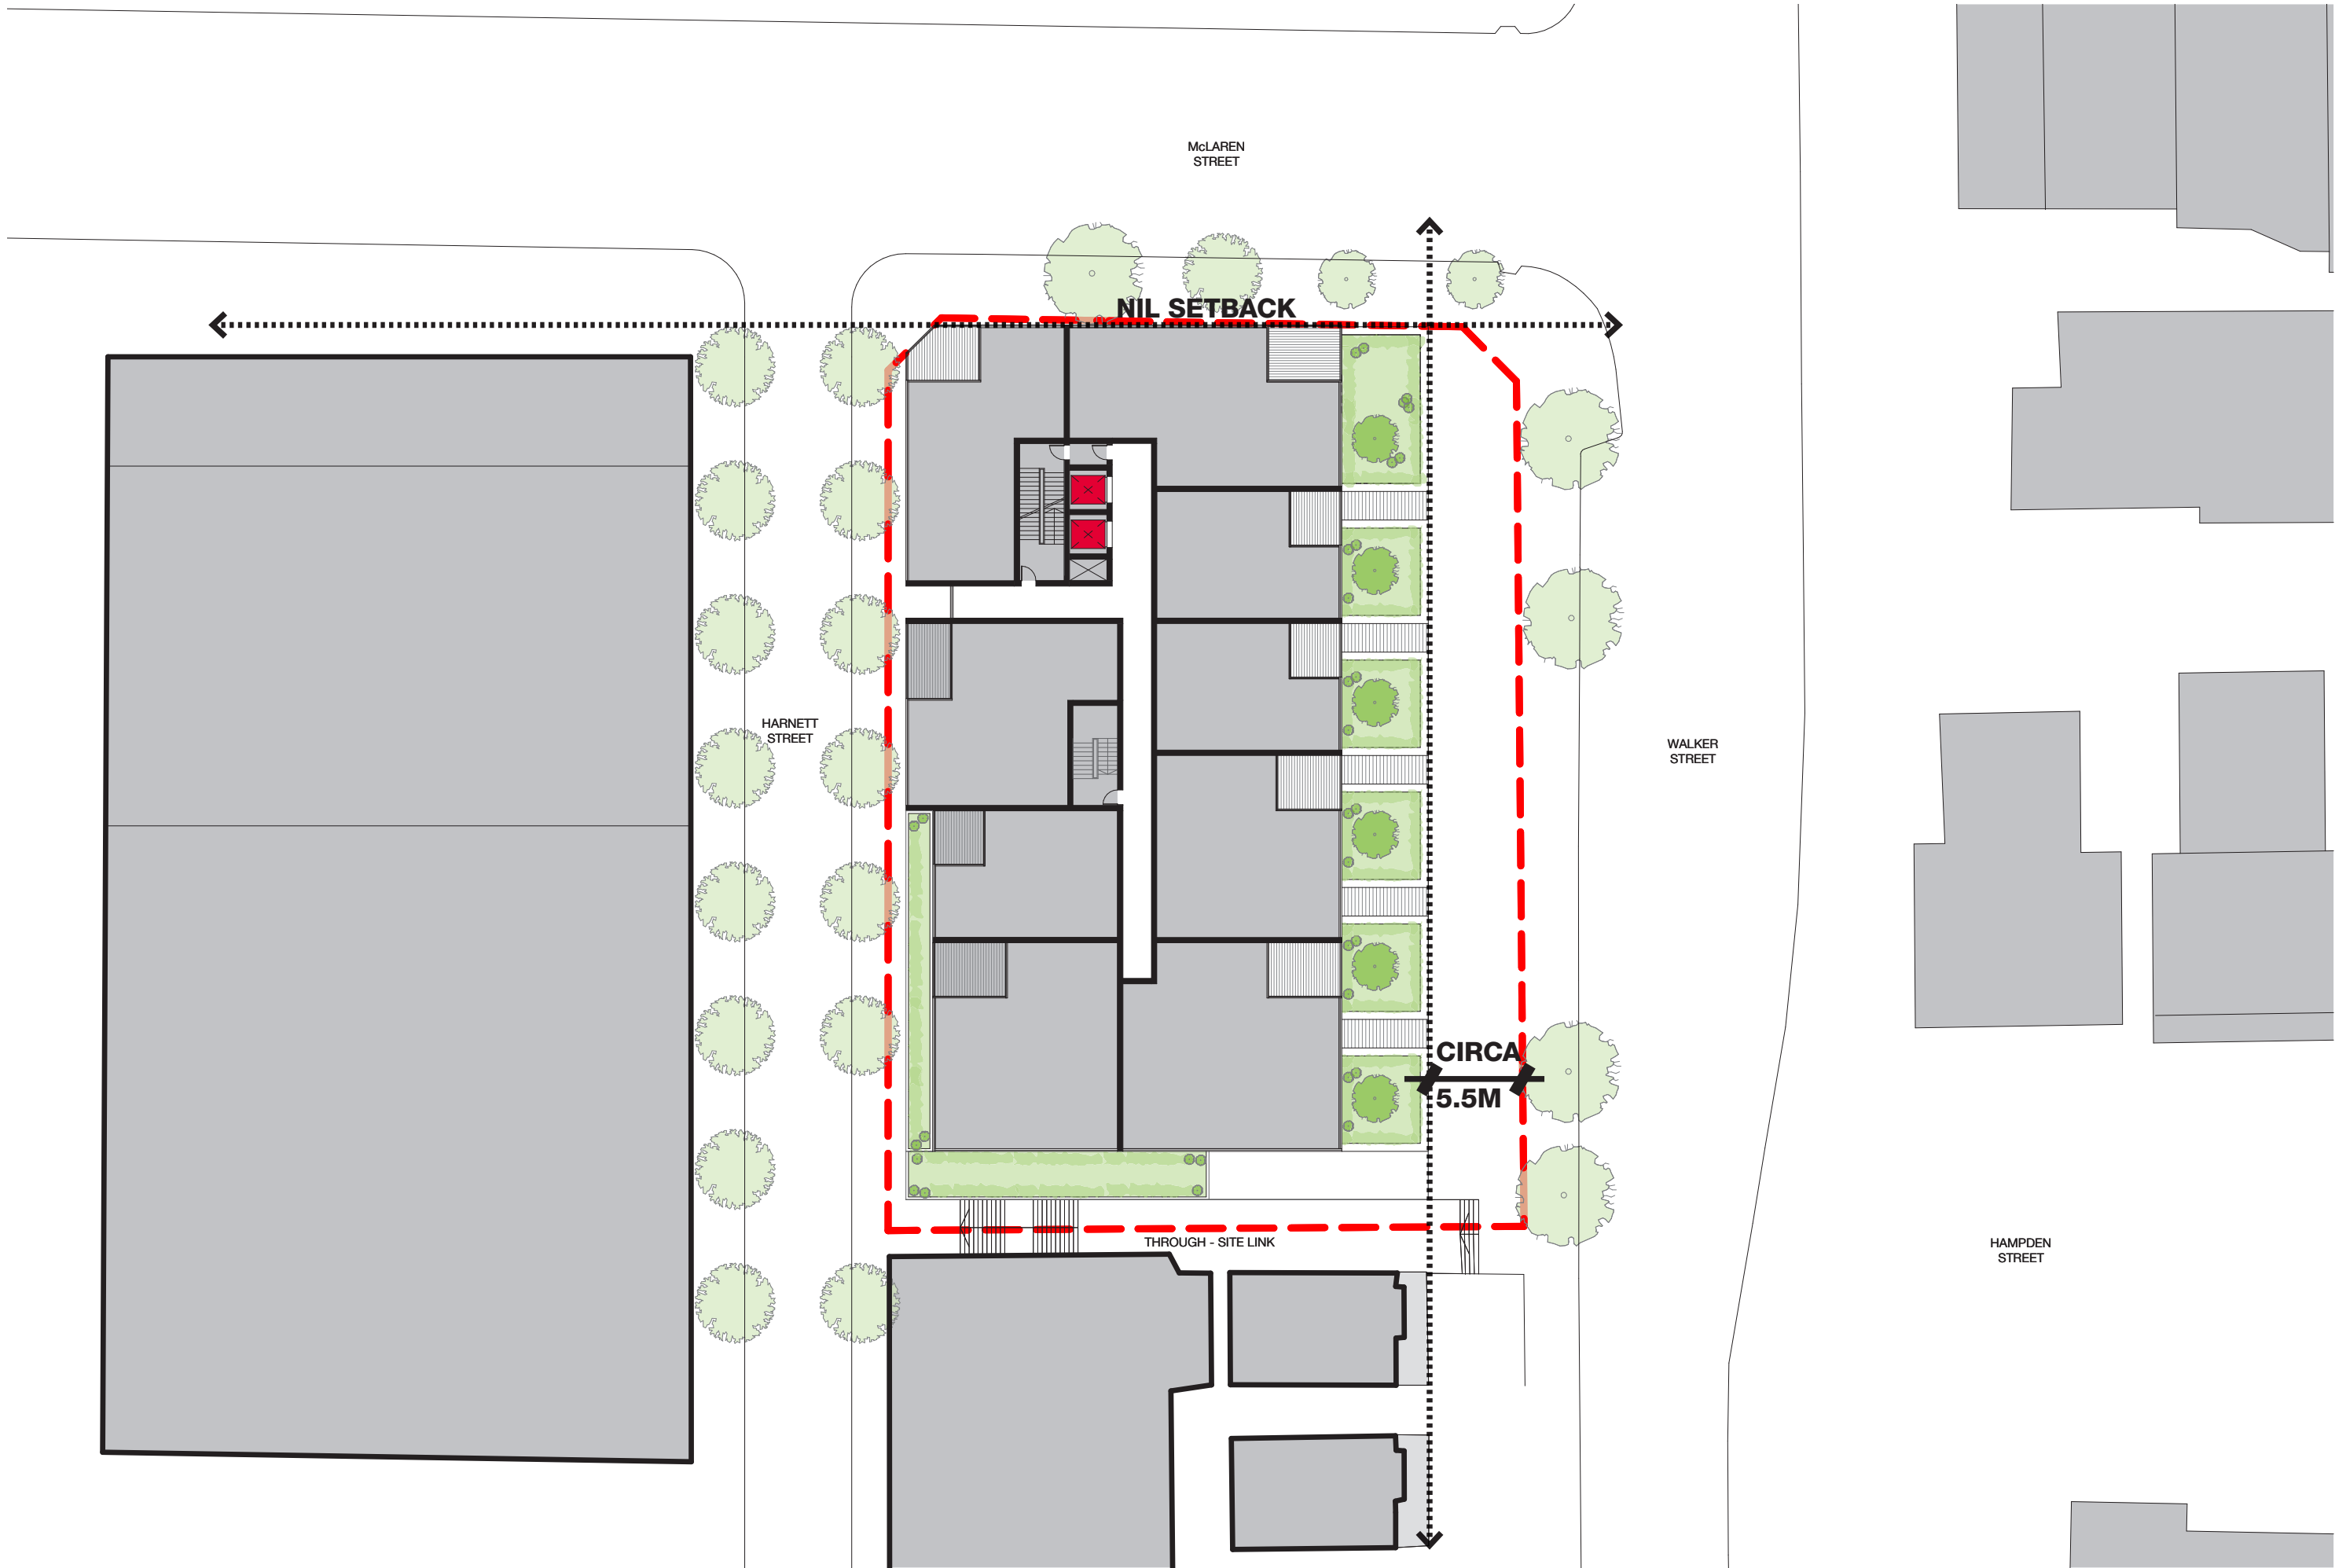 McLAREN
STREET
NIL SETBACK
HARNETT
STREET
WALKER
STREET
CIRCA
5.5M
THROUGH - SITE LINK
HAMPDEN
STREET